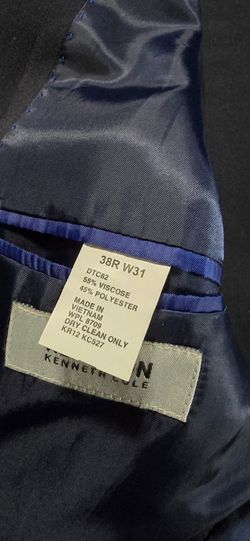 38R W31
DTC62
55% VISCOSE
45% POLYESTER
MADE IN
VIETNAM
WPL 8709
DRY CLEAN ONLY
KR12 KC527
KENNETH COLE